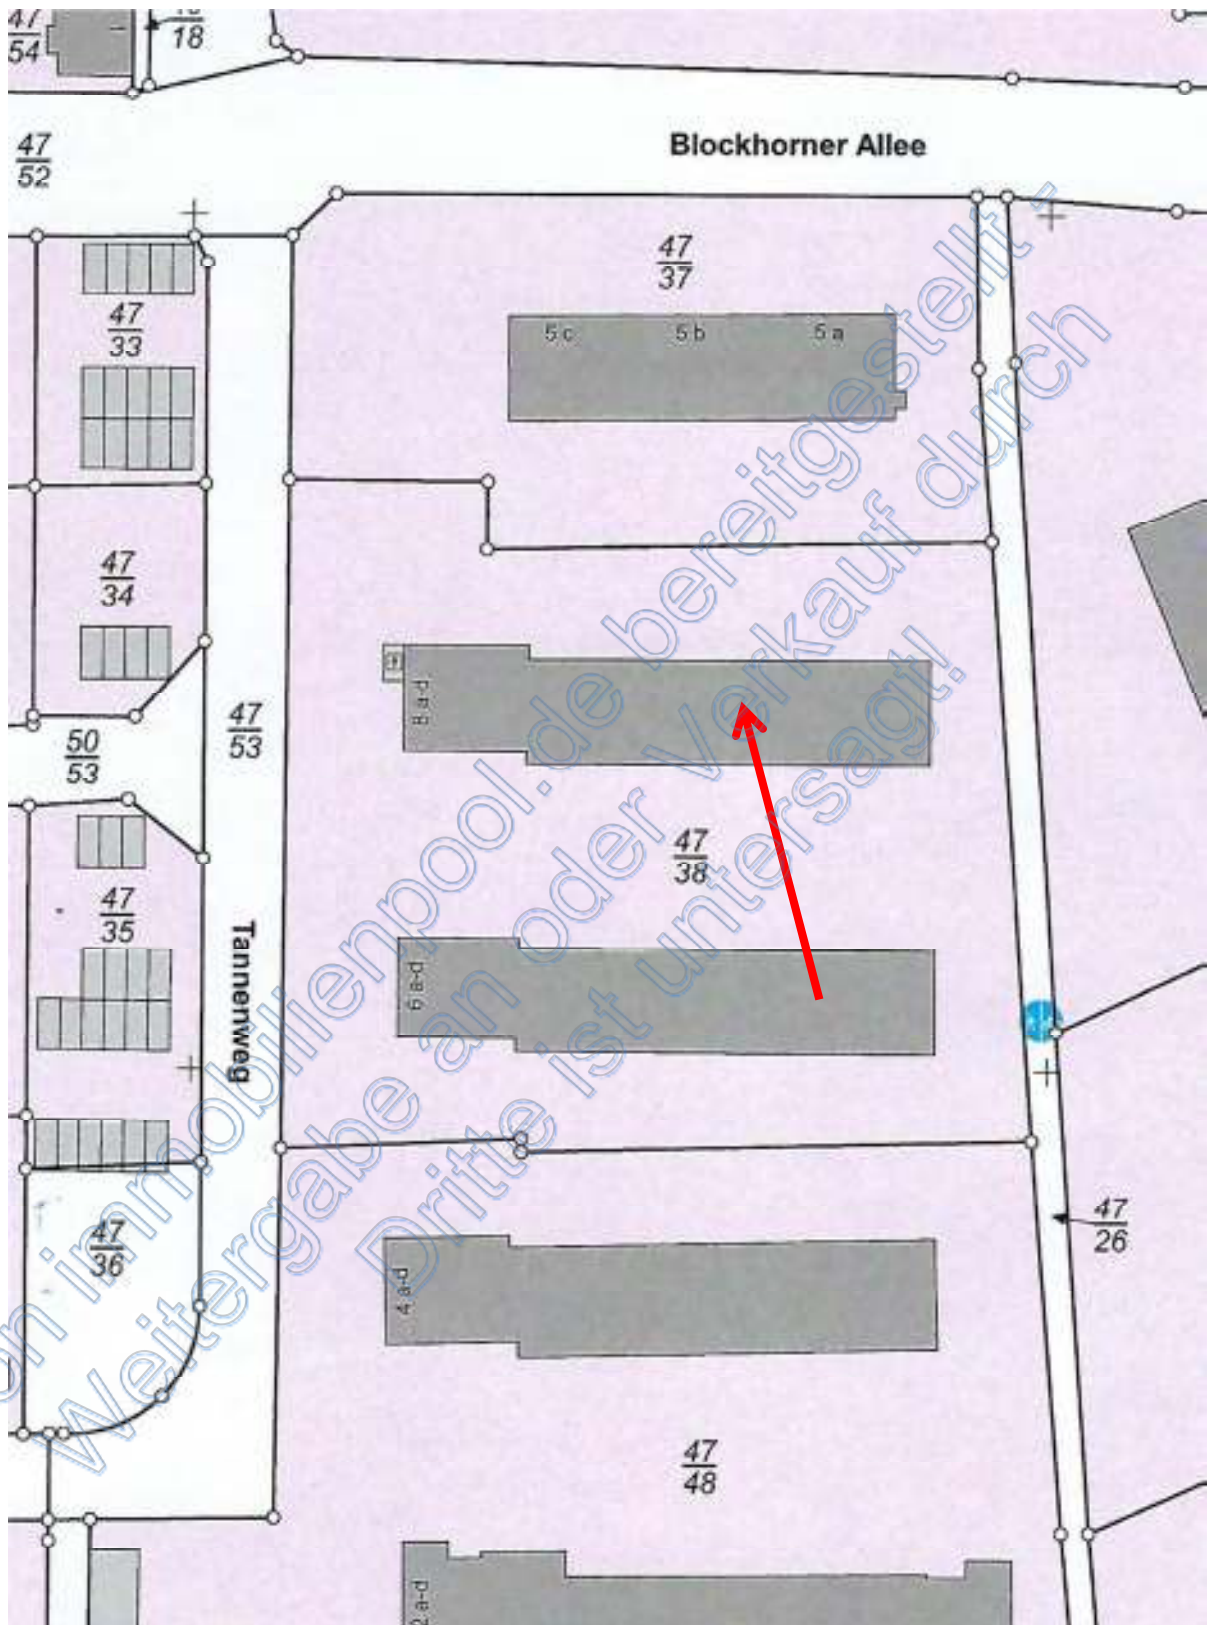 47
54
18
47
52
Blockhorner Allee
47
37
5 c
5 b
5 a
47
33
47
34
8 a-d
47
53
50
53
47
38
47
35
Tannenweg
6 a-d
47
36
4 a-d
47
26
47
48
2 a-d
on immobilienpool.de bereitgestellt -
Weitergabe an oder Verkauf durch
Dritte ist untersagt!